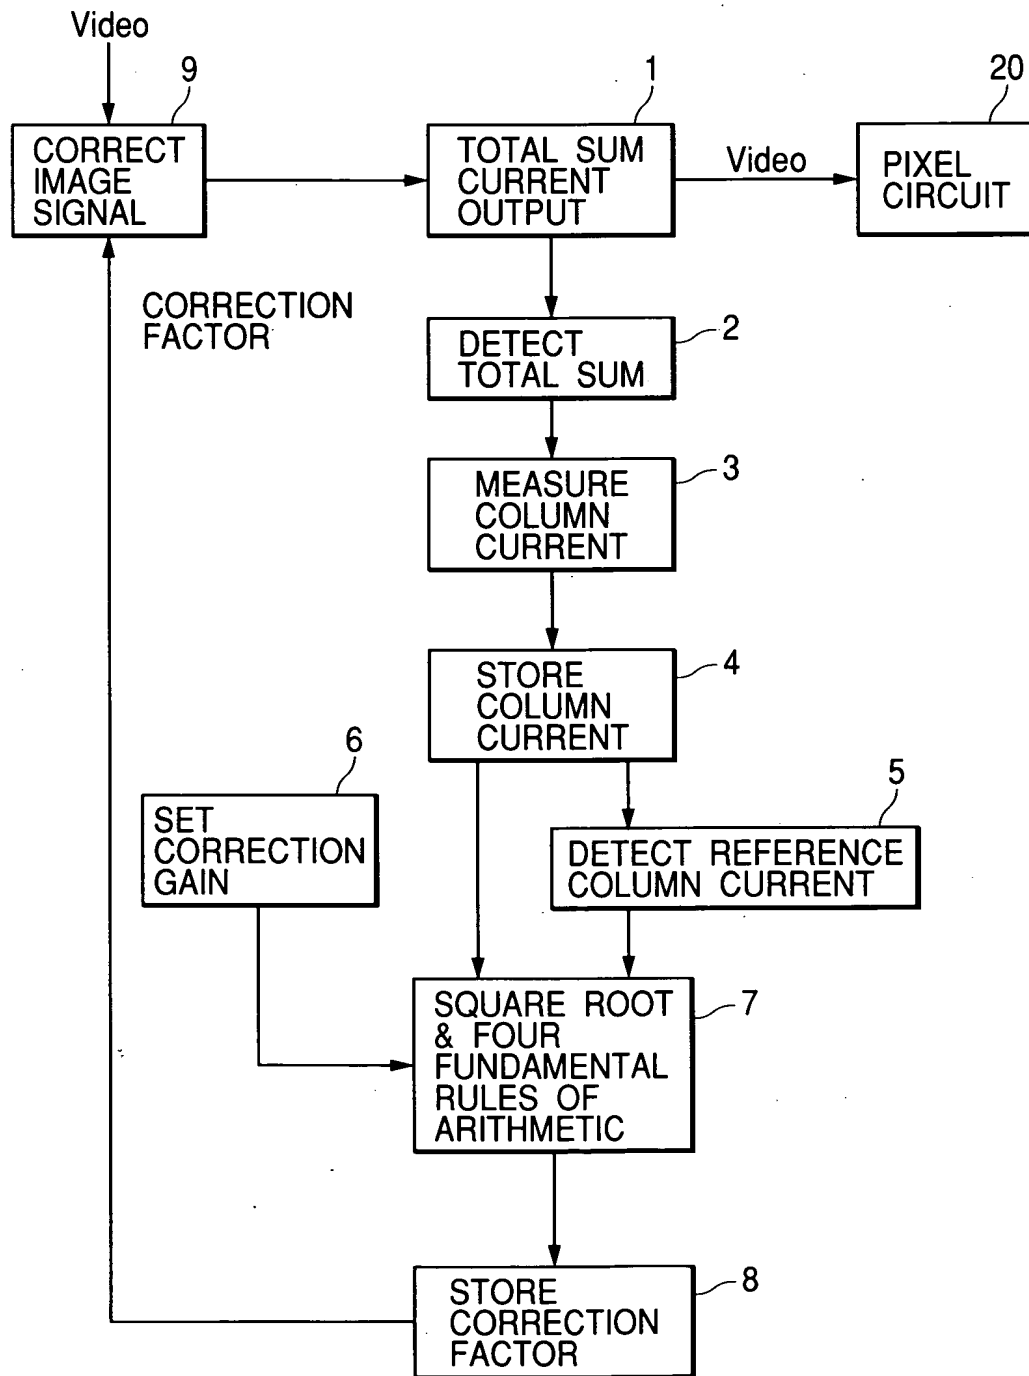 Video
9
CORRECT
IMAGE
SIGNAL
1
TOTAL SUM
CURRENT
OUTPUT
Video
20
PIXEL
CIRCUIT
CORRECTION
FACTOR
2
DETECT
TOTAL SUM
3
MEASURE
COLUMN
CURRENT
4
STORE
COLUMN
CURRENT
6
SET
CORRECTION
GAIN
5
DETECT REFERENCE
COLUMN CURRENT
7
SQUARE ROOT
& FOUR
FUNDAMENTAL
RULES OF
ARITHMETIC
8
STORE
CORRECTION
FACTOR